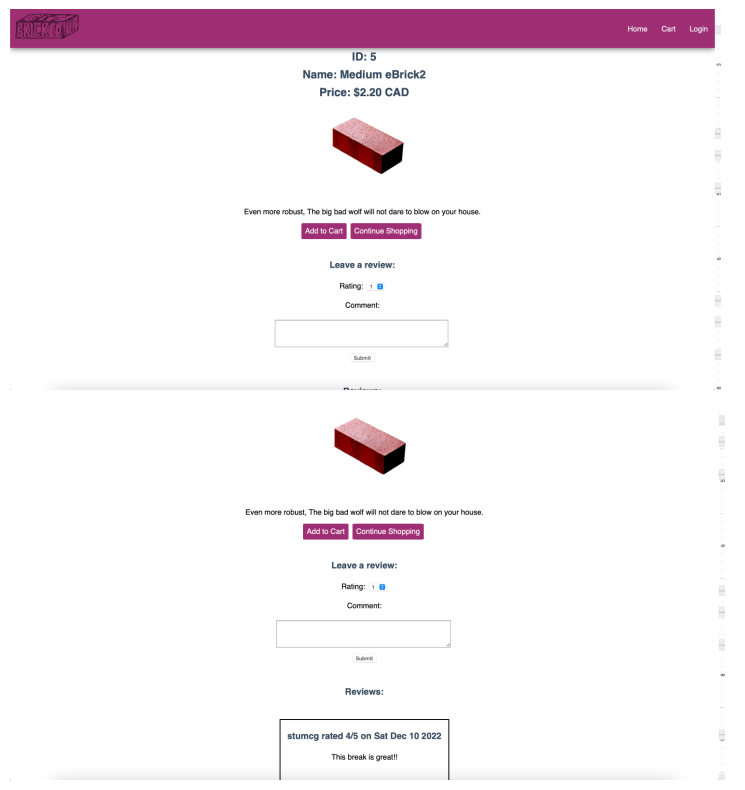 BRICKED UP
Home Cart Login
ID: 5
Name: Medium eBrick2
Price: $2.20 CAD
Even more robust, The big bad wolf will not dare to blow on your house.
Add to Cart Continue Shopping
Leave a review:
Rating: 1
Comment:
Submit
Even more robust, The big bad wolf will not dare to blow on your house.
Add to Cart Continue Shopping
Leave a review:
Rating: 1
Comment:
Submit
Reviews:
stumcg rated 4/5 on Sat Dec 10 2022
This break is great!!